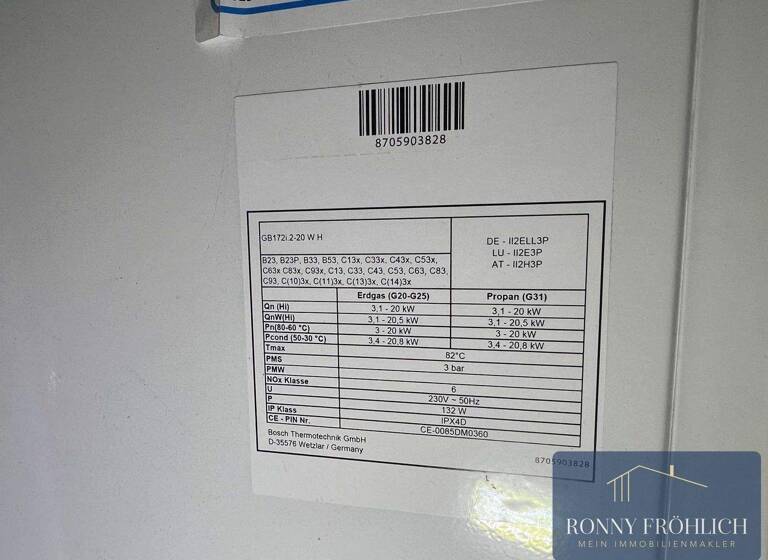 8705903828
GB172i.2-20 W H
DE - II2ELL3P
LU - II2E3P
AT - II2H3P
B23, B23P, B33, B53, C13x, C33x, C43x, C53x,
C63x C83x, C93x, C13, C33, C43, C53, C63, C83,
C93, C(10)3x, C(11)3x, C(13)3x, C(14)3x
Erdgas (G20-G25) Propan (G31)
Qn (Hi) 3,1 - 20 kW 3,1 - 20 kW
QnW(Hi) 3,1 - 20,5 kW 3,1 - 20,5 kW
Pn(80-60 °C) 3 - 20 kW 3 - 20 kW
Pcond (50-30 °C) 3,4 - 20,8 kW 3,4 - 20,8 kW
Tmax 82°C
PMS 3 bar
PMW
NOx Klasse 6
U 230V ~ 50Hz
P 132 W
IP Klass IPX4D
CE - PIN Nr. CE-0085DM0360
Bosch Thermotechnik GmbH
D-35576 Wetzlar / Germany
8705903828
RONNY FRÖHLICH
MEIN IMMOBILIENMAKLER